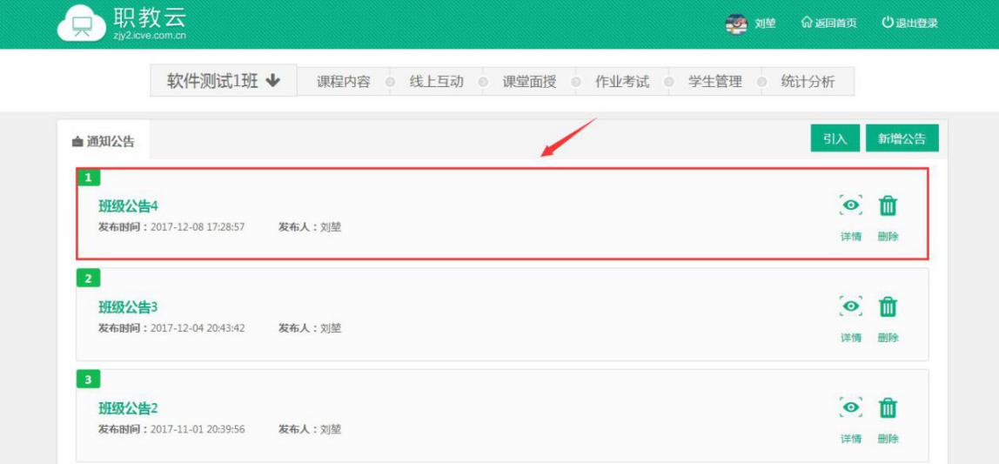 职教云
zjy2.icve.com.cn
刘堃 返回首页 退出登录
软件测试1班 课程内容 线上互动 课堂面授 作业考试 学生管理 统计分析
通知公告 引入 新增公告
1
班级公告4
发布时间：2017-12-08 17:28:57 发布人：刘堃
详情 删除
2
班级公告3
发布时间：2017-12-04 20:43:42 发布人：刘堃
详情 删除
3
班级公告2
发布时间：2017-11-01 20:39:56 发布人：刘堃
详情 删除